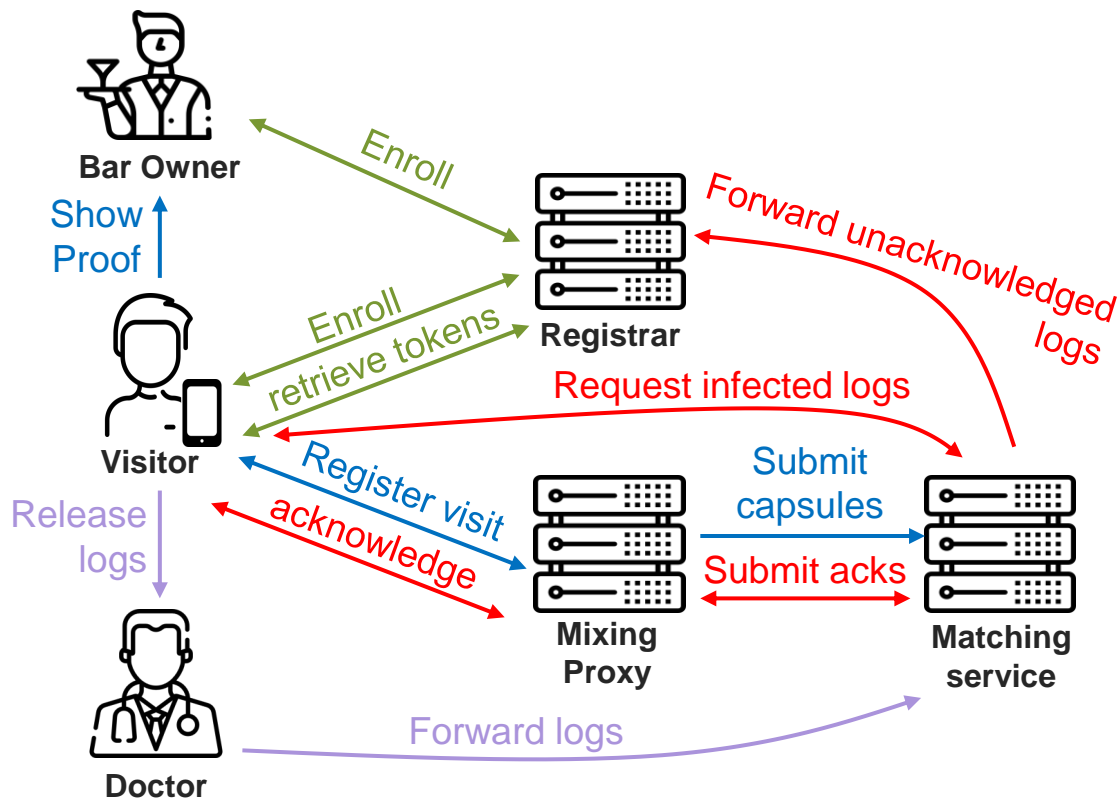 Bar Owner
Enroll
Show
Proof
Forward unacknowledged
logs
Enroll
retrieve tokens
Registrar
Request infected logs
Visitor
Register visit
Submit
capsules
acknowledge
Release
logs
Submit acks
Mixing
Proxy
Matching
service
Forward logs
Doctor